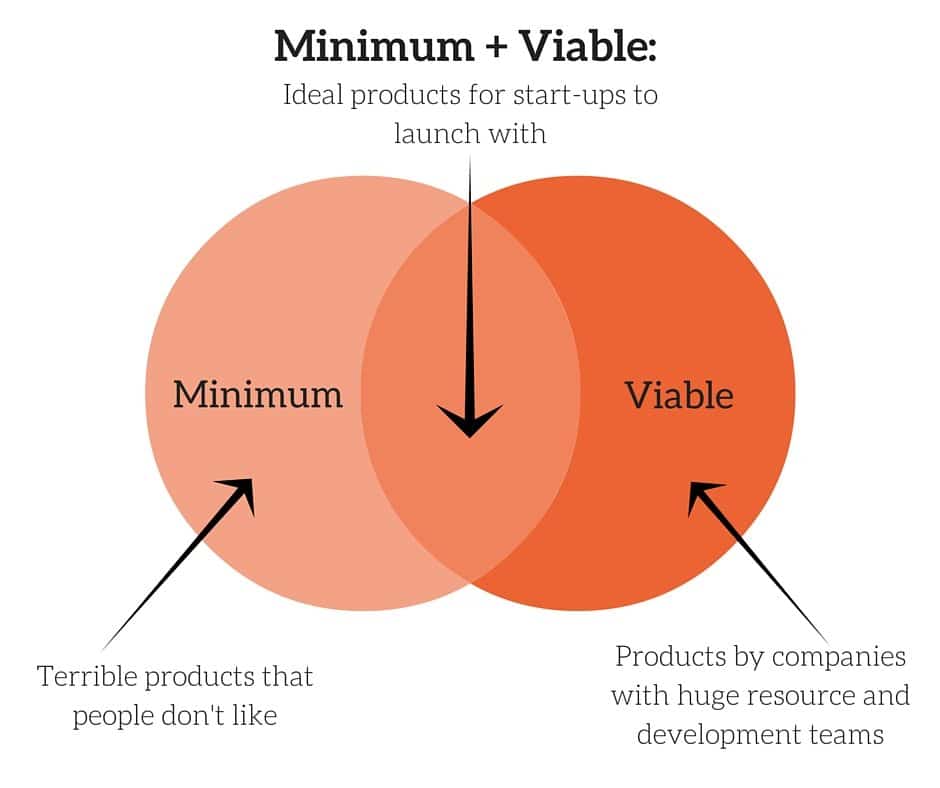 Minimum + Viable:
Ideal products for start-ups to
launch with
Minimum
Viable
Terrible products that
people don't like
Products by companies
with huge resource and
development teams